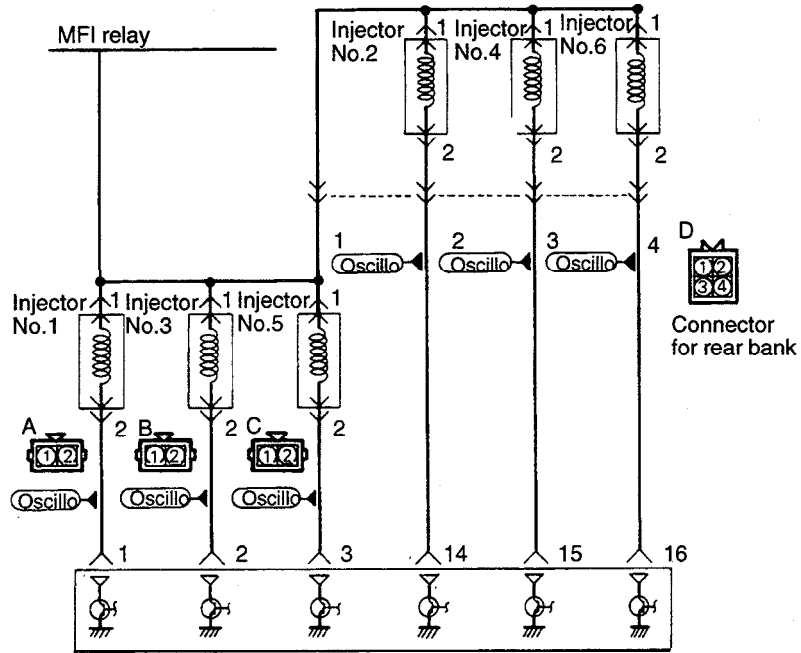 MFI relay
Injector 1 Injector 1 Injector 1
No.2 No.4 No.6
2 2 2
1 2 3 4 D
Oscillo Oscillo Oscillo
1 2
3 4
Connector
for rear bank
Injector 1 Injector 1 Injector 1
No.1 No.3 No.5
A 2 B 2 C 2
1 2 1 2 1 2
Oscillo Oscillo Oscillo
1 2 3 14 15 16